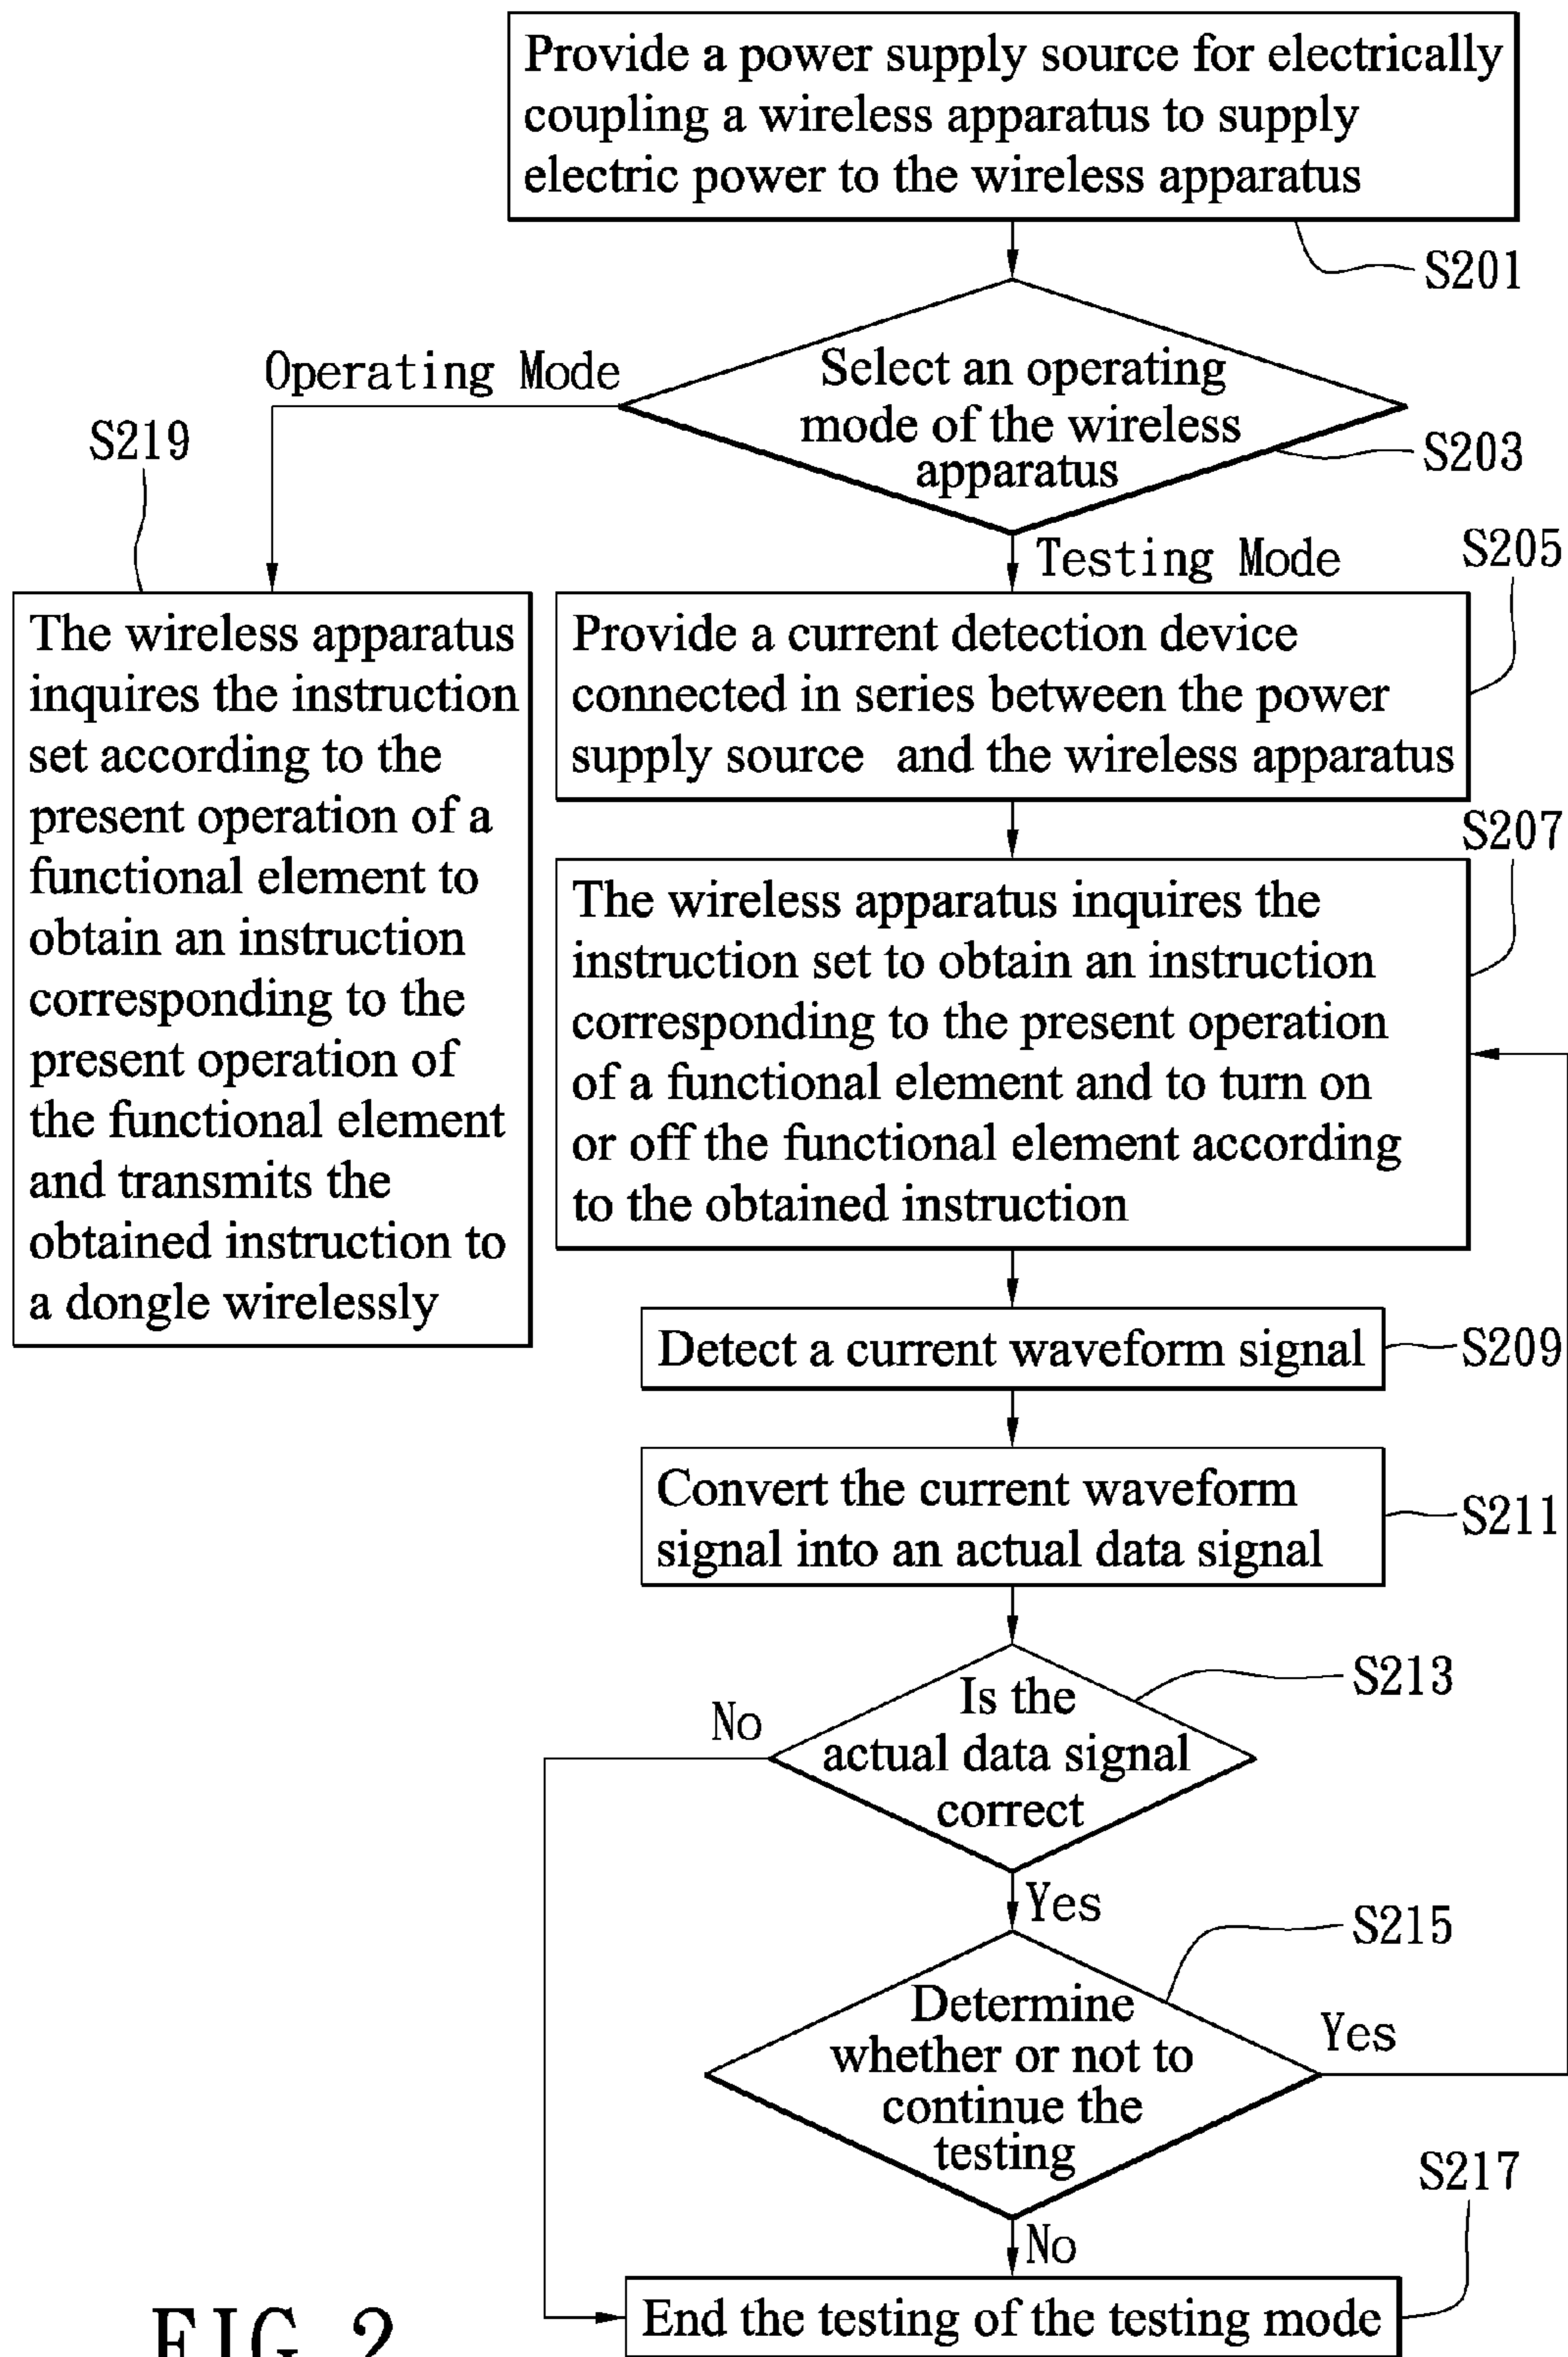 Provide a power supply source for electrically
coupling a wireless apparatus to supply
electric power to the wireless apparatus
S201
Operating Mode
Select an operating
mode of the wireless
apparatus
S203
S219
Testing Mode
S205
The wireless apparatus
inquires the instruction
set according to the
present operation of a
functional element to
obtain an instruction
corresponding to the
present operation of
the functional element
and transmits the
obtained instruction to
a dongle wirelessly
Provide a current detection device
connected in series between the power
supply source and the wireless apparatus
S207
The wireless apparatus inquires the
instruction set to obtain an instruction
corresponding to the present operation
of a functional element and to turn on
or off the functional element according
to the obtained instruction
Detect a current waveform signal
S209
Convert the current waveform
signal into an actual data signal
S211
S213
No
Is the
actual data signal
correct
Yes
S215
Determine
whether or not to
continue the
testing
Yes
S217
No
End the testing of the testing mode
FIG 2